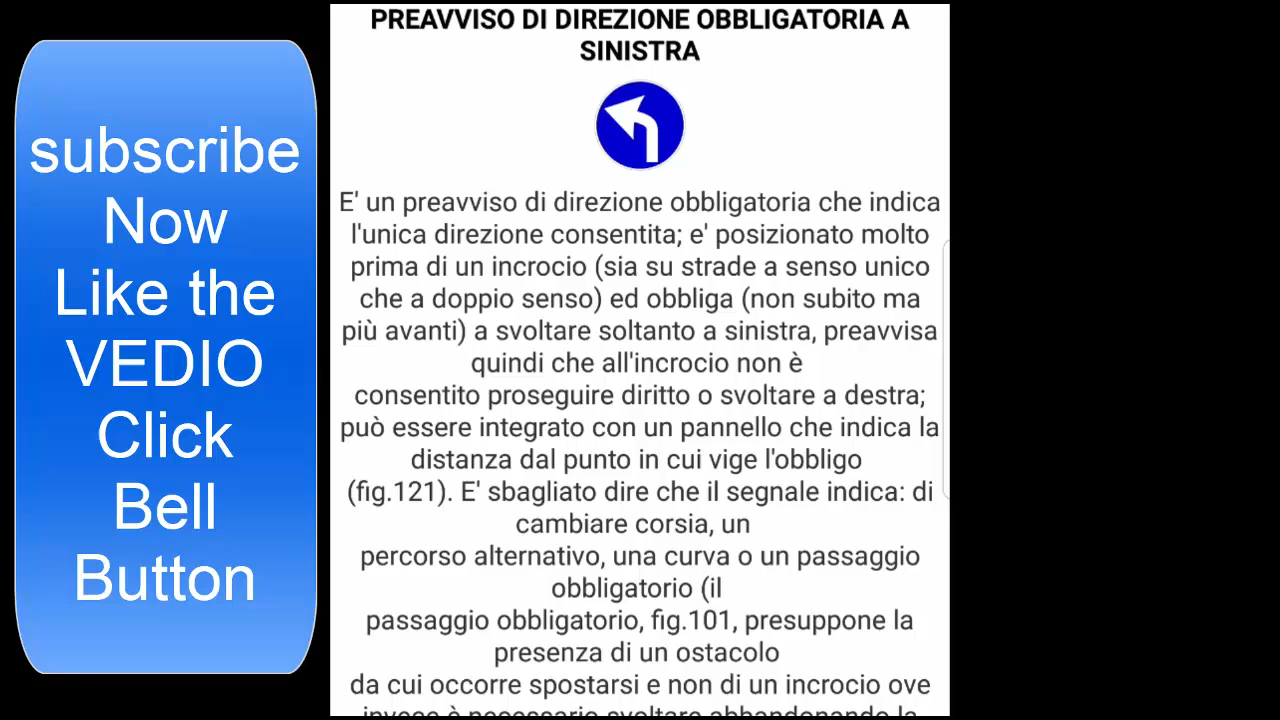 subscribe
Now
Like the
VEDIO
Click
Bell
Button
PREAVVISO DI DIREZIONE OBBLIGATORIA A
SINISTRA
E' un preavviso di direzione obbligatoria che indica
l'unica direzione consentita; e' posizionato molto
prima di un incrocio (sia su strade a senso unico
che a doppio senso) ed obbliga (non subito ma
più avanti) a svoltare soltanto a sinistra, preavvisa
quindi che all'incrocio non è
consentito proseguire diritto o svoltare a destra;
può essere integrato con un pannello che indica la
distanza dal punto in cui vige l'obbligo
(fig.121). E' sbagliato dire che il segnale indica: di
cambiare corsia, un
percorso alternativo, una curva o un passaggio
obbligatorio (il
passaggio obbligatorio, fig.101, presuppone la
presenza di un ostacolo
da cui occorre spostarsi e non di un incrocio ove
invece è necessario svoltare abbandonando la